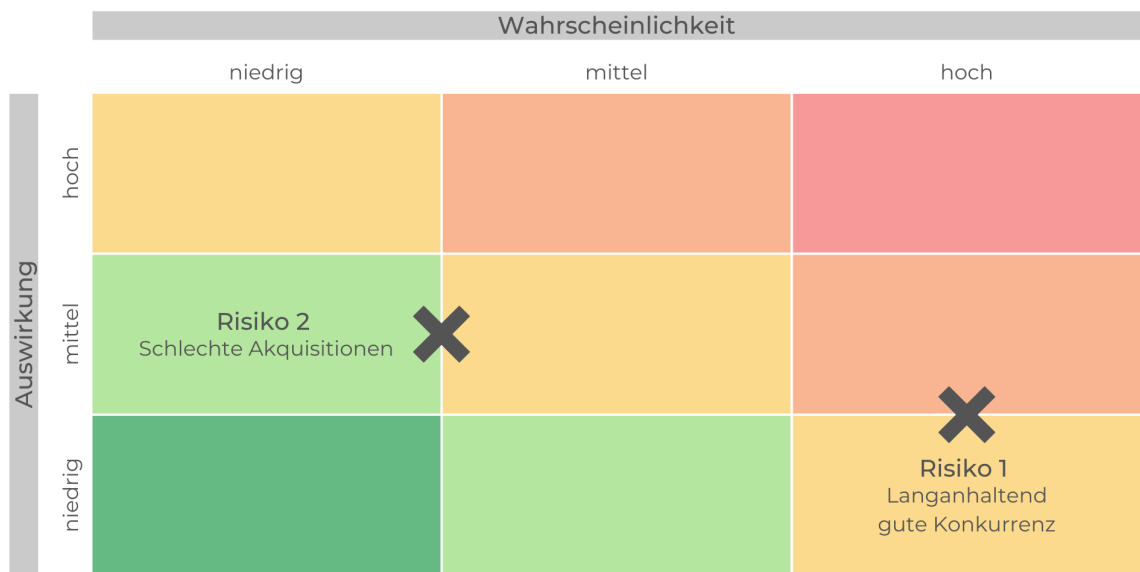 Wahrscheinlichkeit
niedrig
mittel
hoch
Auswirkung
hoch
mittel
niedrig
Risiko 2
Schlechte Akquisitionen
Risiko 1
Langanhaltend
gute Konkurrenz